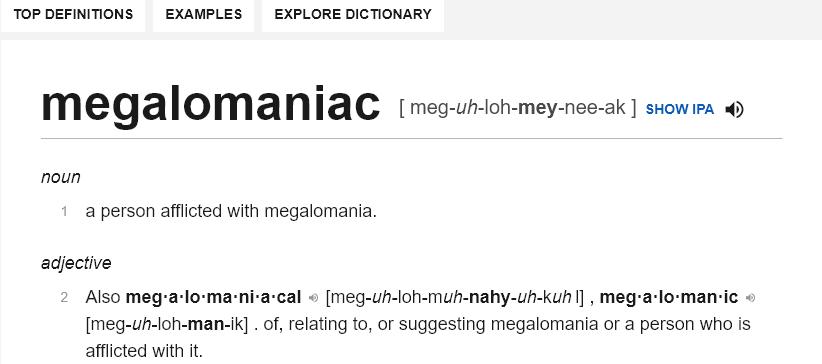 TOP DEFINITIONS EXAMPLES EXPLORE DICTIONARY
megalomaniac [ meg-uh-loh-mey-nee-ak ] SHOW IPA
noun
1 a person afflicted with megalomania.
adjective
2 Also meg·a·lo·ma·ni·a·cal [meg-uh-loh-muh-nahy-uh-kuh l] , meg·a·lo·man·ic
[meg-uh-loh-man-ik] . of, relating to, or suggesting megalomania or a person who is
afflicted with it.